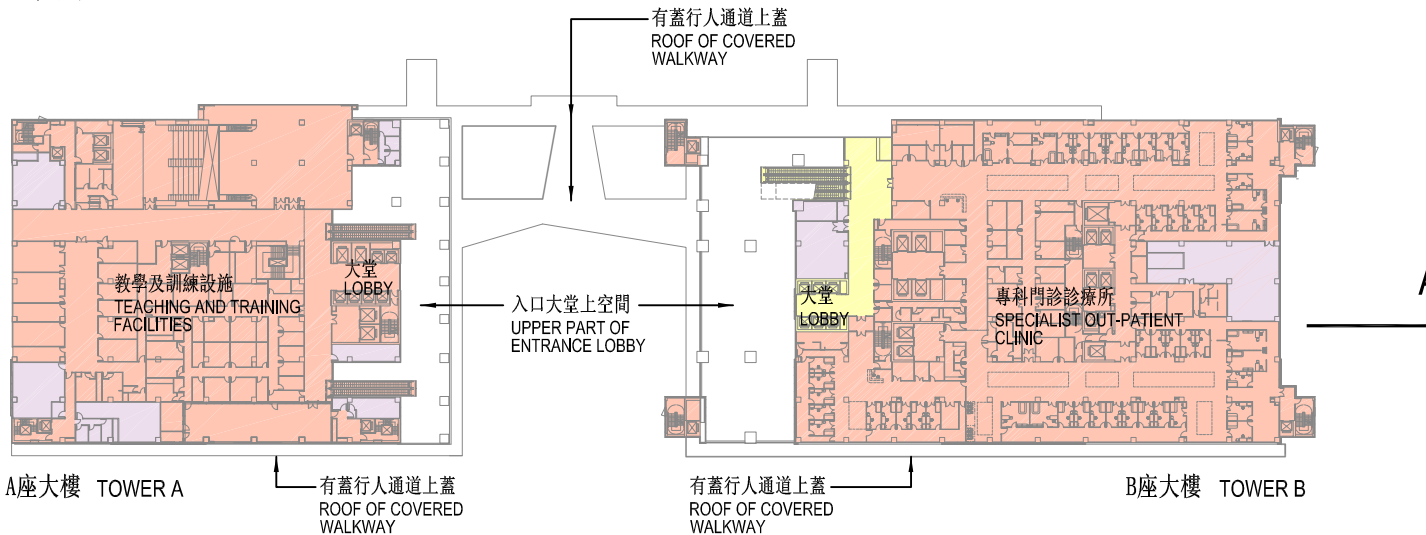 有蓋行人通道上蓋
ROOF OF COVERED
WALKWAY
大堂
LOBBY
教學及訓練設施
TEACHING AND TRAINING
FACILITIES
入口大堂上空間
UPPER PART OF
ENTRANCE LOBBY
大堂
LOBBY
專科門診診療所
SPECIALIST OUT-PATIENT
CLINIC
A座大樓 TOWER A
有蓋行人通道上蓋
ROOF OF COVERED
WALKWAY
有蓋行人通道上蓋
ROOF OF COVERED
WALKWAY
B座大樓 TOWER B